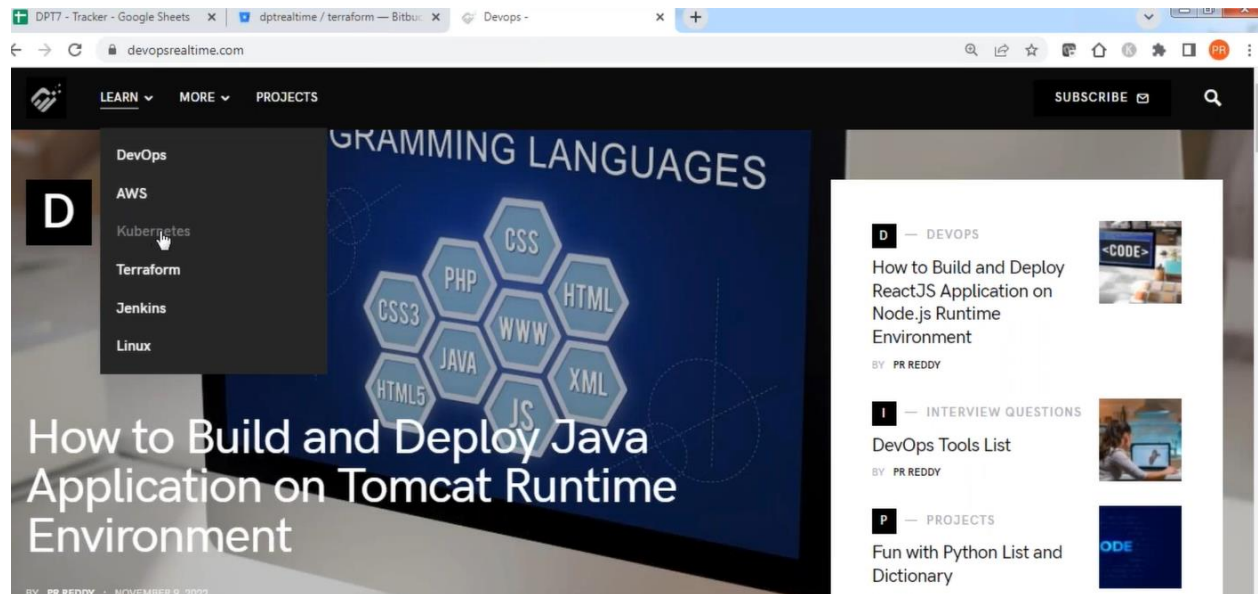 DPT7 - Tracker - Google Sheets
dptrealtime / terraform — Bitbuc
Devops -
devopsrealtime.com
PR
LEARN MORE PROJECTS
SUBSCRIBE
DevOps
AWS
Kubernetes
Terraform
Jenkins
Linux
D
GRAMMING LANGUAGES
CSS
PHP
HTML
CSS3
WWW
JAVA
XML
HTML5
JS
How to Build and Deploy Java
Application on Tomcat Runtime
Environment
BY PR REDDY
D — DEVOPS
How to Build and Deploy
ReactJS Application on
Node.js Runtime
Environment
BY PR REDDY
<CODE>
I — INTERVIEW QUESTIONS
DevOps Tools List
BY PR REDDY
P — PROJECTS
Fun with Python List and
Dictionary
ODE